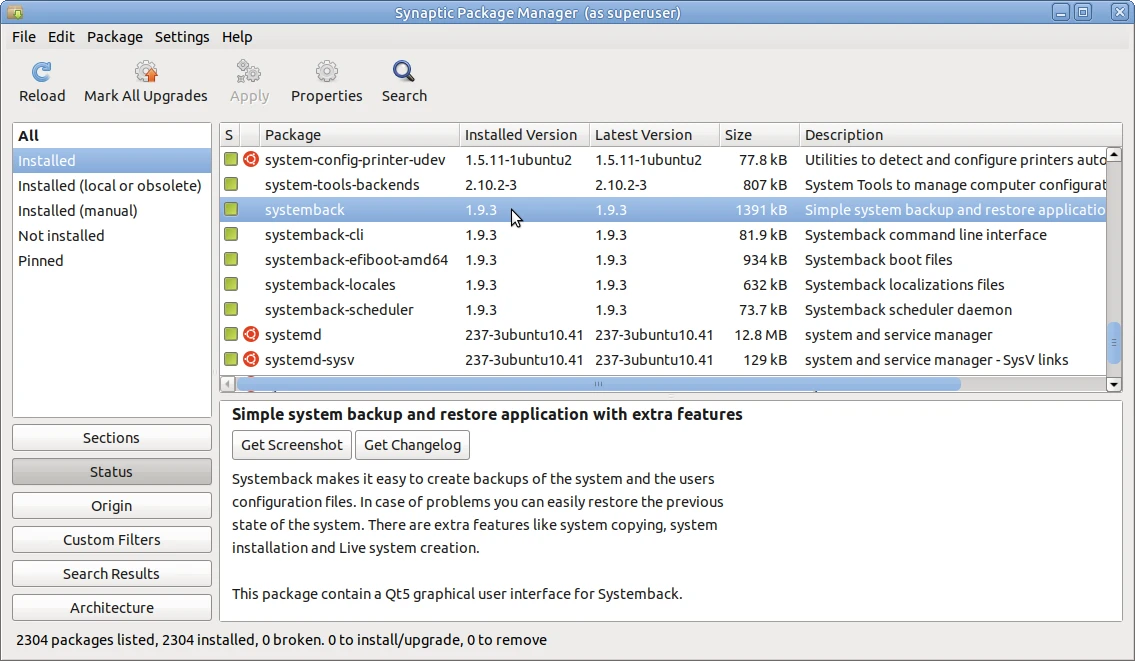 Synaptic Package Manager (as superuser)
File Edit Package Settings Help
Reload Mark All Upgrades Apply Properties Search
All
Installed
Installed (local or obsolete)
Installed (manual)
Not installed
Pinned
S Package Installed Version Latest Version Size Description
system-config-printer-udev 1.5.11-1ubuntu2 1.5.11-1ubuntu2 77.8 kB Utilities to detect and configure printers auto
system-tools-backends 2.10.2-3 2.10.2-3 807 kB System Tools to manage computer configurat
systemback 1.9.3 1.9.3 1391 kB Simple system backup and restore applicatio
systemback-cli 1.9.3 1.9.3 81.9 kB Systemback command line interface
systemback-efiboot-amd64 1.9.3 1.9.3 934 kB Systemback boot files
systemback-locales 1.9.3 1.9.3 632 kB Systemback localizations files
systemback-scheduler 1.9.3 1.9.3 73.7 kB Systemback scheduler daemon
systemd 237-3ubuntu10.41 237-3ubuntu10.41 12.8 MB system and service manager
systemd-sysv 237-3ubuntu10.41 237-3ubuntu10.41 129 kB system and service manager - SysV links
Sections
Status
Origin
Custom Filters
Search Results
Architecture
Simple system backup and restore application with extra features
Get Screenshot Get Changelog
Systemback makes it easy to create backups of the system and the users
configuration files. In case of problems you can easily restore the previous
state of the system. There are extra features like system copying, system
installation and Live system creation.
This package contain a Qt5 graphical user interface for Systemback.
2304 packages listed, 2304 installed, 0 broken. 0 to install/upgrade, 0 to remove